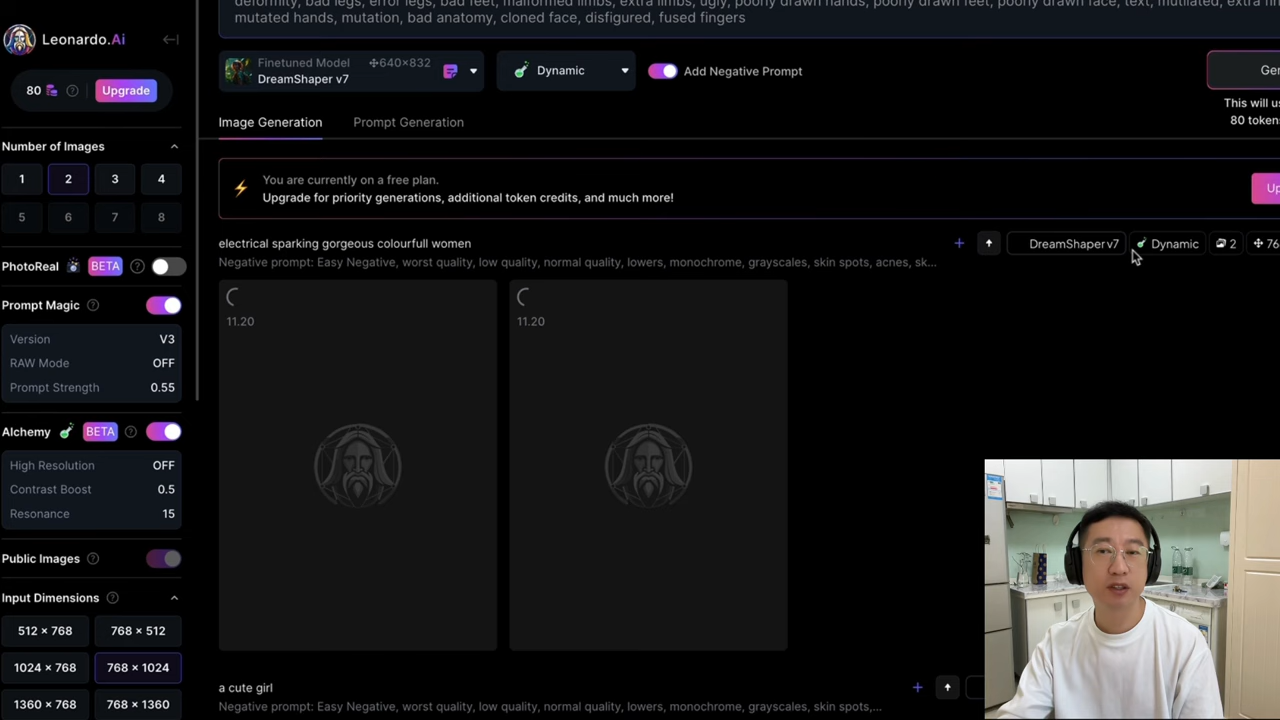 deformity, bad legs, error legs, bad feet, malformed limbs, extra limbs, ugly, poorly drawn hands, poorly drawn feet, poorly drawn face, text, mutilated, extra fin
mutated hands, mutation, bad anatomy, cloned face, disfigured, fused fingers
Leonardo.Ai
80
Upgrade
Finetuned Model
640×832
DreamShaper v7
Dynamic
Add Negative Prompt
Gen
This will us
80 tokens
Image Generation
Prompt Generation
Number of Images
1
2
3
4
5
6
7
8
You are currently on a free plan.
Upgrade for priority generations, additional token credits, and much more!
Up
electrical sparking gorgeous colourfull women
DreamShaper v7
Dynamic
2
76
Negative prompt: Easy Negative, worst quality, low quality, normal quality, lowers, monochrome, grayscales, skin spots, acnes, sk...
PhotoReal
BETA
Prompt Magic
Version
V3
RAW Mode
OFF
Prompt Strength
0.55
11.20
11.20
Alchemy
BETA
High Resolution
OFF
Contrast Boost
0.5
Resonance
15
Public Images
Input Dimensions
512 × 768
768 × 512
1024 × 768
768 × 1024
1360 × 768
768 × 1360
a cute girl
Negative prompt: Easy Negative, worst quality, low quality, normal quality, lowers, monochrome, grayscales, skin spots,...